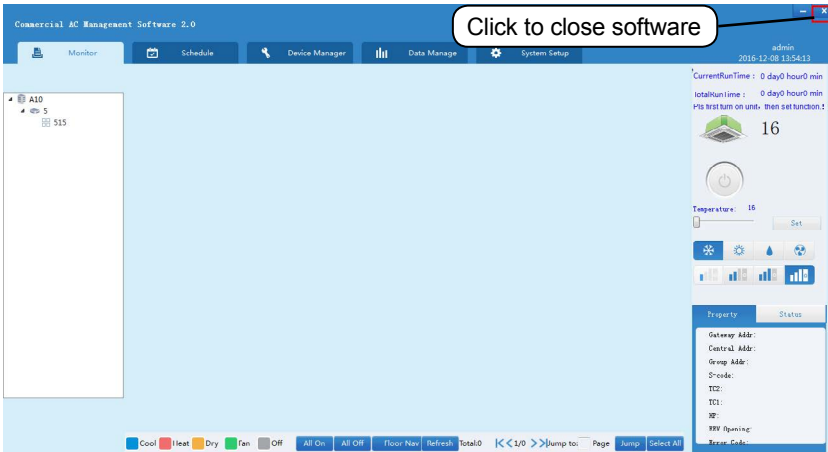 Commercial AC Management Software 2.0
Click to close software
Monitor
Schedule
Device Manager
Data Manage
System Setup
admin
2016-12-08 13:54:13
A10
5
515
CurrentRunTime : 0 day0 hour0 min
TotalRunTime : 0 day0 hour0 min
Pls first turn on unit, then set function.
16
Temperature: 16
Set
Property
Status
Gateway Addr:
Central Addr:
Group Addr:
S-code:
TC2:
TC1:
HP:
EEV Opening:
Error Code:
Cool Heat Dry Fan Off All On All Off Floor Nav Refresh Total:0 1/0 Jump to: Page Jump Select All